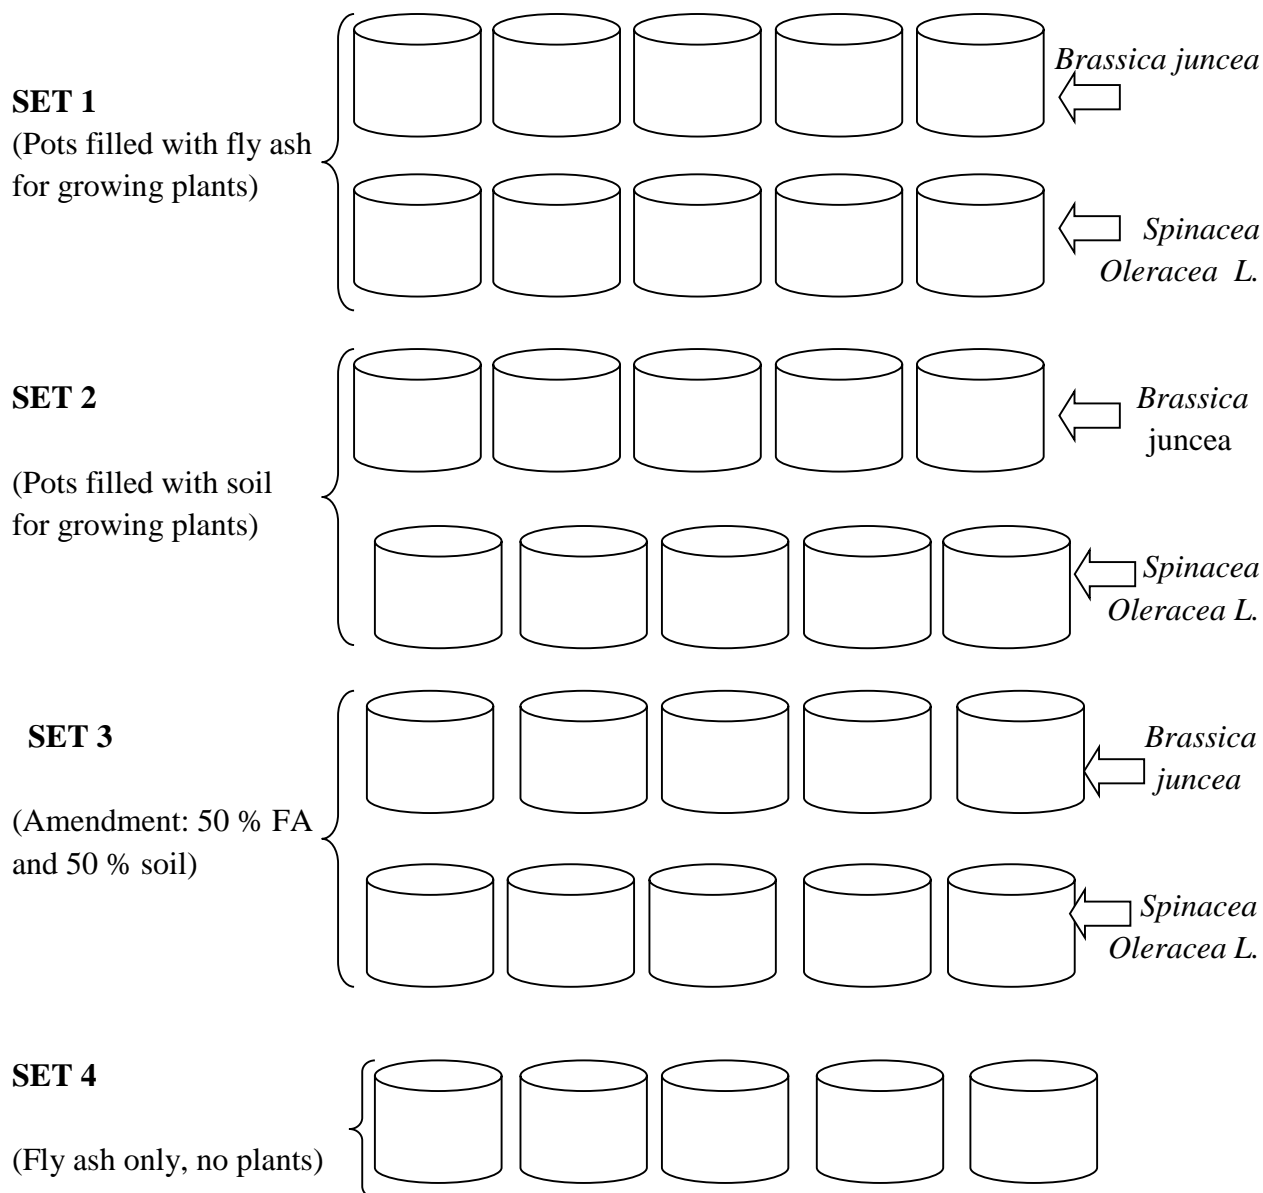 SET 1
(Pots filled with fly ash
for growing plants)
Brassica juncea
Spinacea
Oleracea L.
SET 2
(Pots filled with soil
for growing plants)
Brassica
juncea
Spinacea
Oleracea L.
SET 3
(Amendment: 50 % FA
and 50 % soil)
Brassica
juncea
Spinacea
Oleracea L.
SET 4
(Fly ash only, no plants)